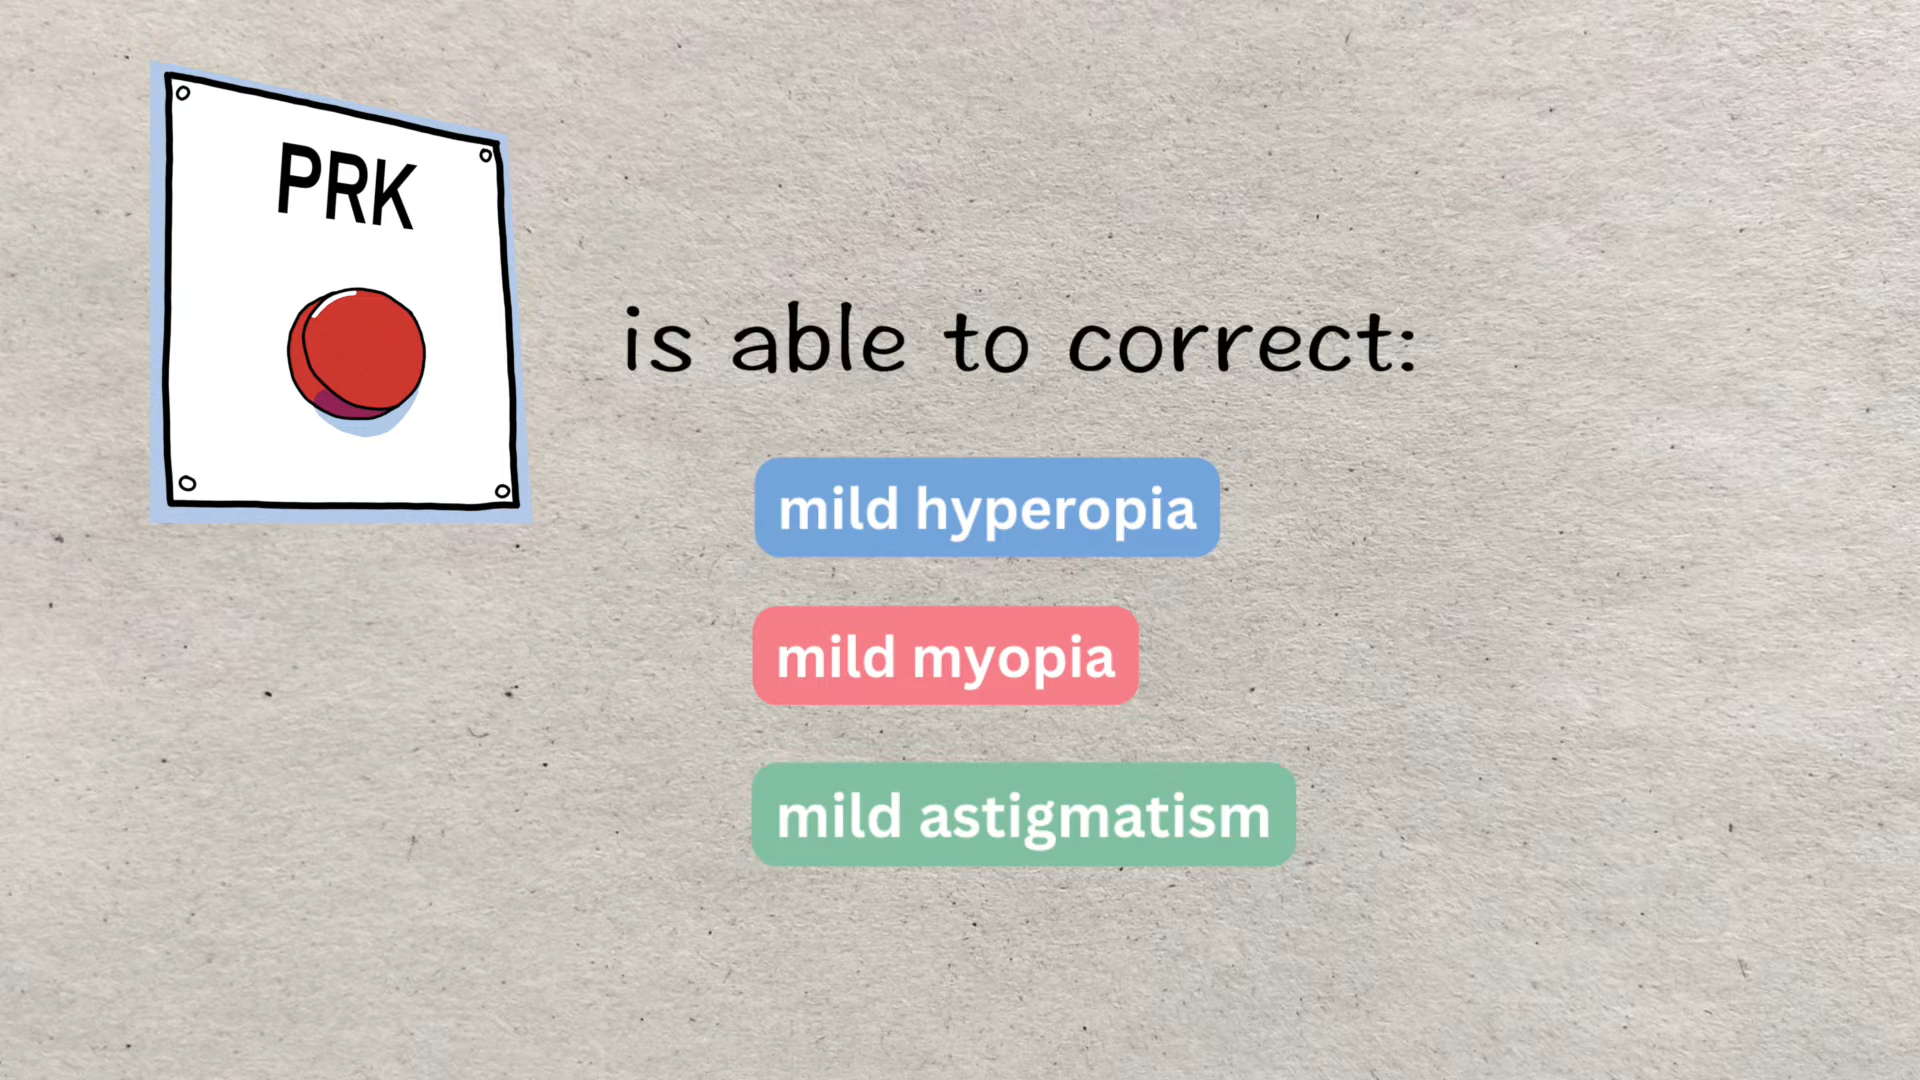 PRK
is able to correct:
mild hyperopia
mild myopia
mild astigmatism